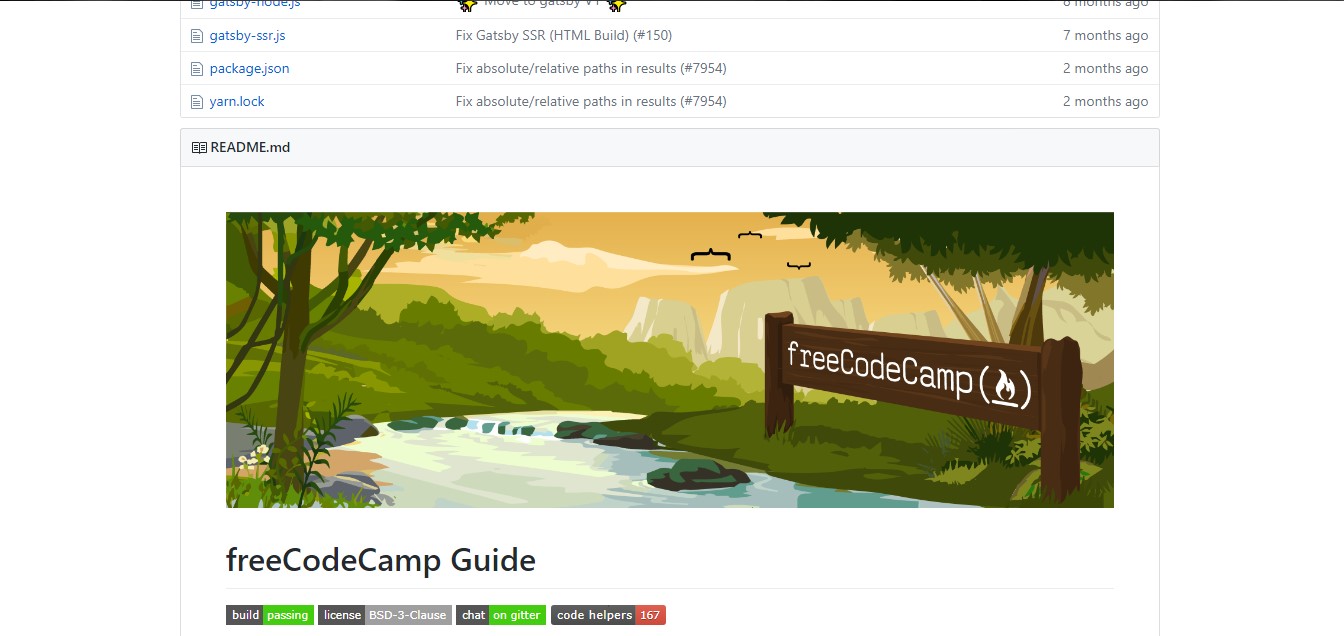 gatsby-node.js Move to gatsby V1 6 months ago
gatsby-ssr.js Fix Gatsby SSR (HTML Build) (#150) 7 months ago
package.json Fix absolute/relative paths in results (#7954) 2 months ago
yarn.lock Fix absolute/relative paths in results (#7954) 2 months ago
README.md
freeCodeCamp(🔥)
freeCodeCamp Guide
build passing license BSD-3-Clause chat on gitter code helpers 167